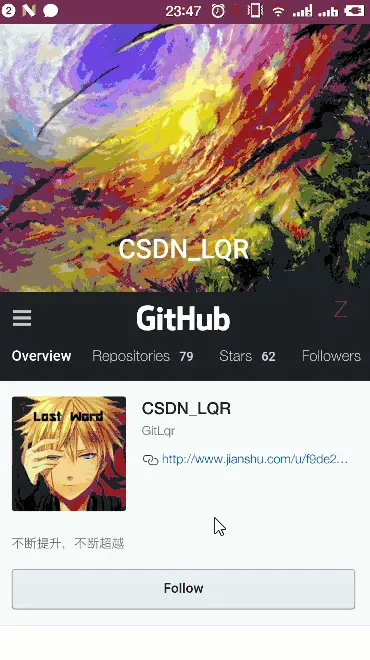 2 N 23:47
CSDN_LQR
GitHub
Z
Overview Repositories 79 Stars 62 Followers
Lost Word
CSDN_LQR
GitLqr
http://www.jianshu.com/u/f9de2...
不断提升，不断超越
Follow